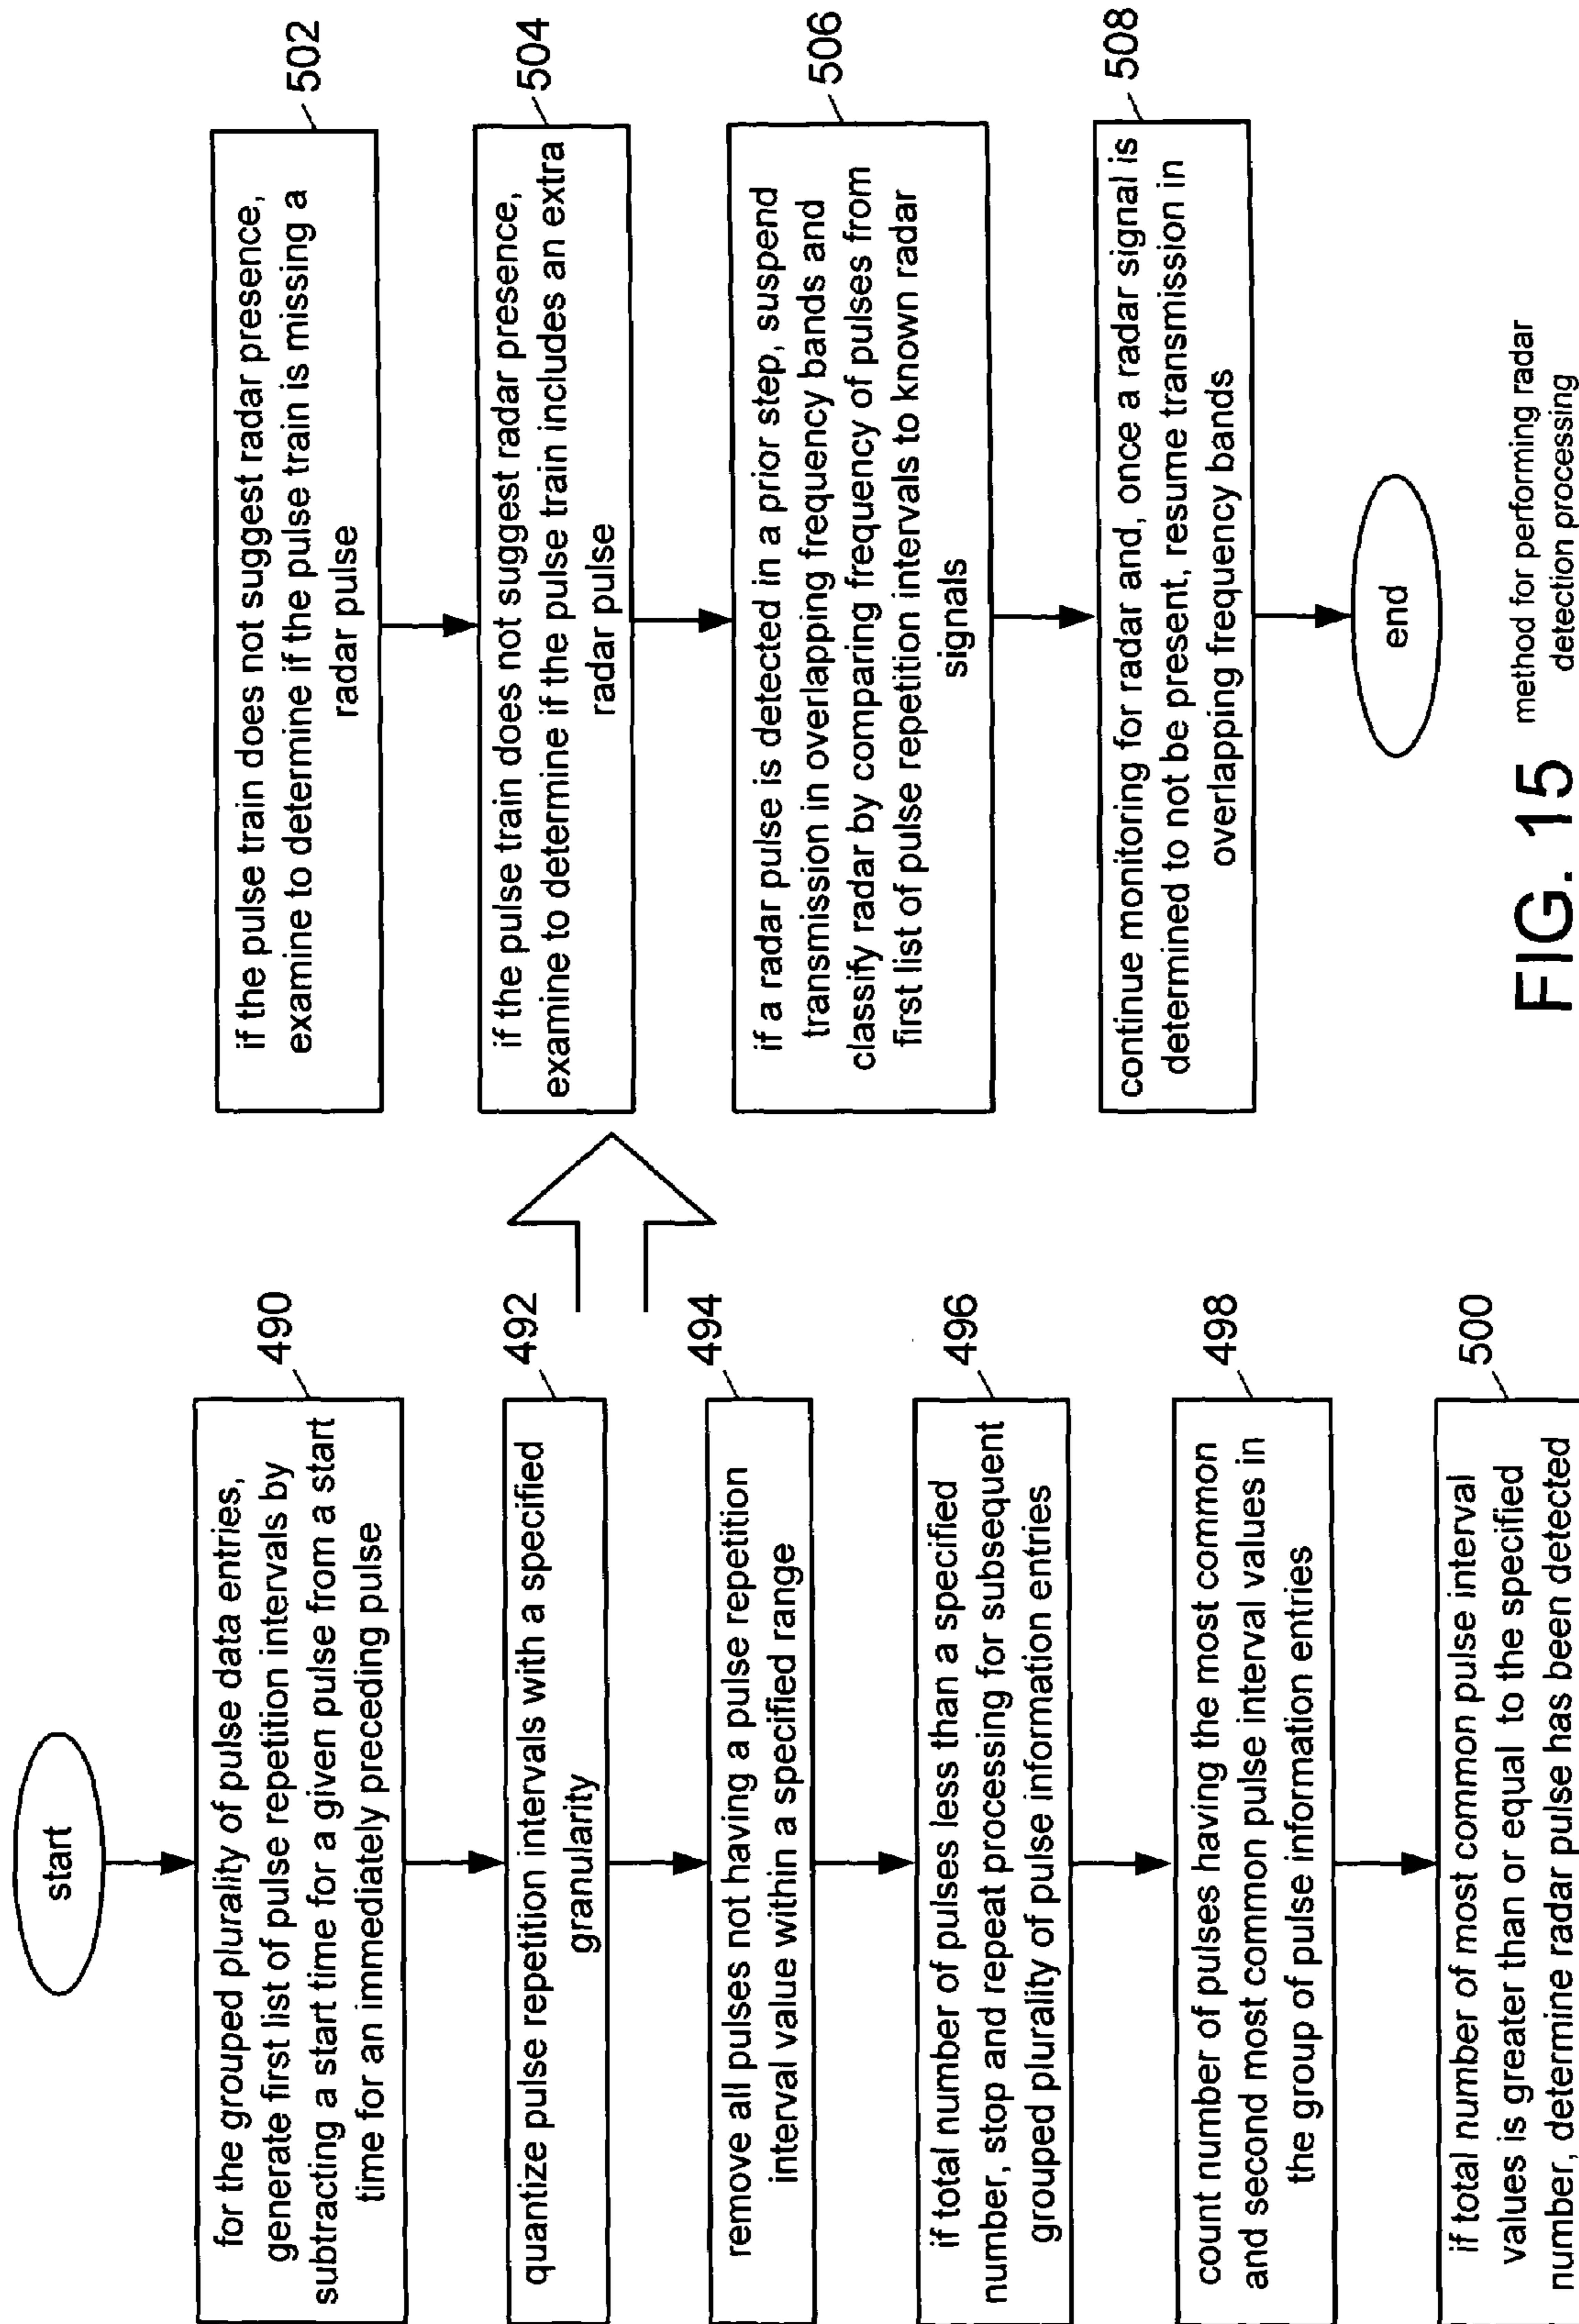 start
for the grouped plurality of pulse data entries,
generate first list of pulse repetition intervals by
subtracting a start time for a given pulse from a start
time for an immediately preceding pulse
490
quantize pulse repetition intervals with a specified
granularity
492
remove all pulses not having a pulse repetition
interval value within a specified range
494
if total number of pulses less than a specified
number, stop and repeat processing for subsequent
grouped plurality of pulse information entries
496
count number of pulses having the most common
and second most common pulse interval values in
the group of pulse information entries
498
if total number of most common pulse interval
values is greater than or equal to the specified
number, determine radar pulse has been detected
500
if the pulse train does not suggest radar presence,
examine to determine if the pulse train is missing a
radar pulse
502
if the pulse train does not suggest radar presence,
examine to determine if the pulse train includes an extra
radar pulse
504
if a radar pulse is detected in a prior step, suspend
transmission in overlapping frequency bands and
classify radar by comparing frequency of pulses from
first list of pulse repetition intervals to known radar
signals
506
continue monitoring for radar and, once a radar signal is
determined to not be present, resume transmission in
overlapping frequency bands
508
end
FIG. 15
method for performing radar
detection processing